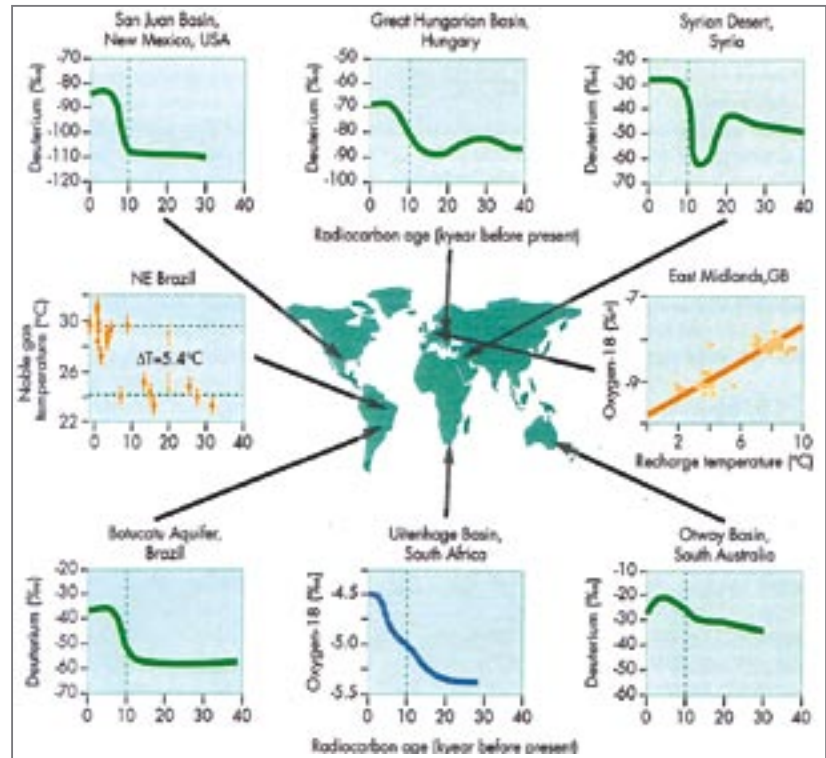 San Juan Basin,
New Mexico, USA
Deuterium (‰)
-70
-80
-90
-100
-110
-120
0 10 20 30 40
Great Hungarian Basin,
Hungary
Deuterium (‰)
-50
-60
-70
-80
-90
-100
0 10 20 30 40
Syrian Desert,
Syria
Deuterium (‰)
-20
-30
-40
-50
-60
-70
0 10 20 30 40
Radiocarbon age (kyear before present)
NE Brazil
Noble gas
temperature (°C)
30
26
22
ΔT=5.4°C
0 10 20 30 40
East Midlands,GB
Oxygen-18
-7
-9
2 6 10
Recharge temperature (°C)
Botucatu Aquifer,
Brazil
Deuterium (‰)
-20
-30
-40
-50
-60
-70
0 10 20 30 40
Uitenhage Basin,
South Africa
Oxygen-18 (‰)
-4.5
-5.0
-5.5
0 10 20 30 40
Otway Basin,
South Australia
Deuterium (‰)
-10
-20
-30
-40
-50
-60
0 10 20 30 40
Radiocarbon age (kyear before present)